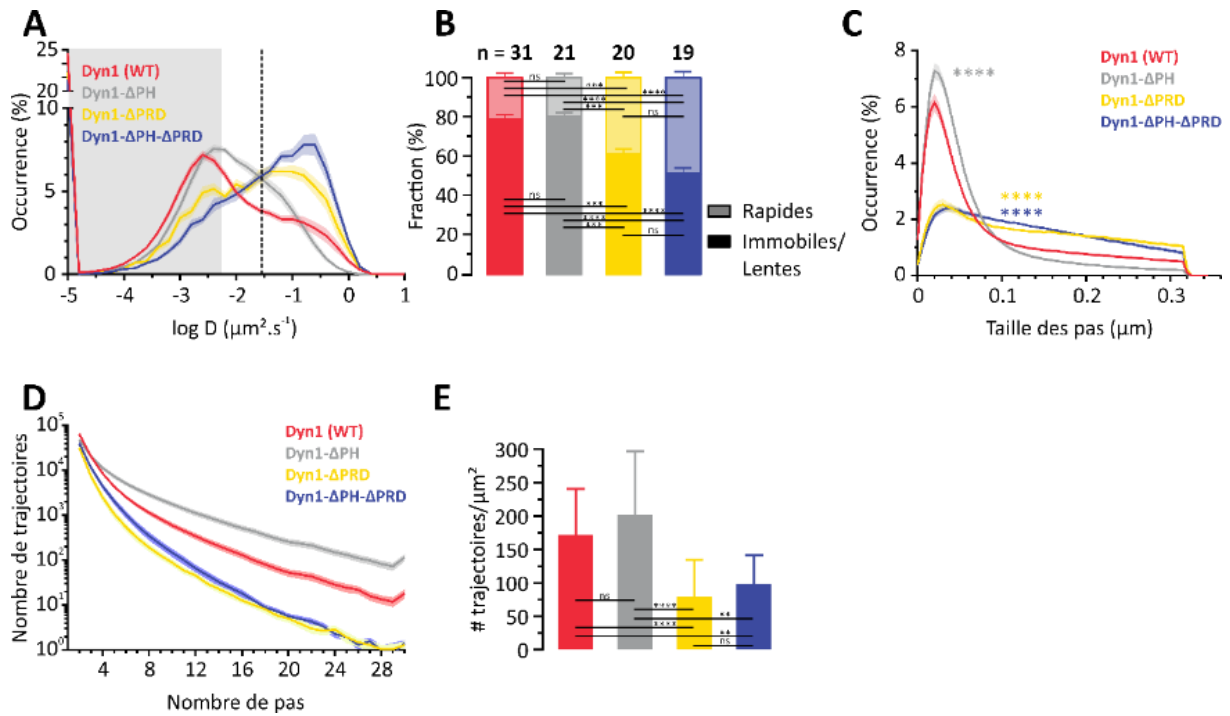 A
Occurrence (%)
25
20
10
5
0
Dyn1 (WT)
Dyn1-ΔPH
Dyn1-ΔPRD
Dyn1-ΔPH-ΔPRD
-5 -4 -3 -2 -1 0 1
log D (µm².s⁻¹)
B
n = 31 21 20 19
Fraction (%)
100
80
60
40
20
0
ns
***
****
****
***
ns
ns
***
****
****
***
ns
Rapides
Immobiles/
Lentes
C
Occurrence (%)
8
6
4
2
0
****
****
****
Dyn1 (WT)
Dyn1-ΔPH
Dyn1-ΔPRD
Dyn1-ΔPH-ΔPRD
0 0.1 0.2 0.3
Taille des pas (µm)
D
Nombre de trajectoires
10⁵
10⁴
10³
10²
10¹
10⁰
Dyn1 (WT)
Dyn1-ΔPH
Dyn1-ΔPRD
Dyn1-ΔPH-ΔPRD
4 8 12 16 20 24 28
Nombre de pas
E
# trajectoires/µm²
300
250
200
150
100
50
0
ns
****
**
****
**
ns